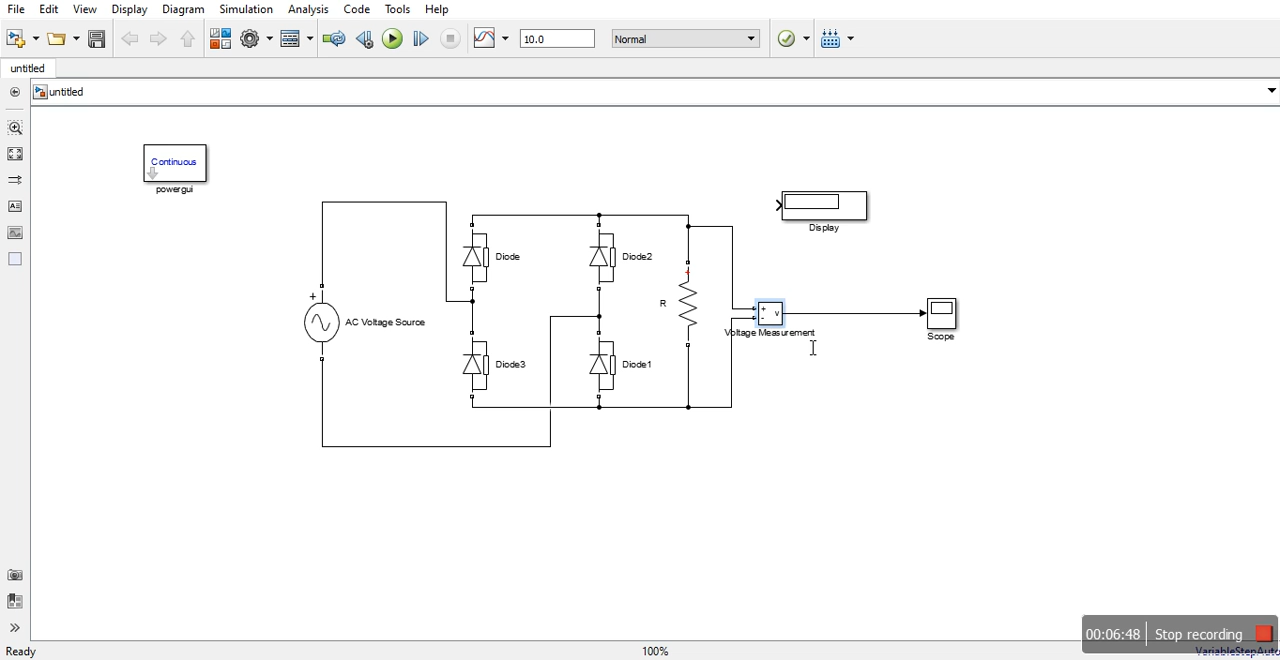 File Edit View Display Diagram Simulation Analysis Code Tools Help
10.0 Normal
untitled
untitled
Continuous
powergui
Display
Diode Diode2
+ R + v
-
AC Voltage Source Voltage Measurement Scope
Diode3 Diode1
00:06:48 Stop recording
Ready 100% VariableStepAuto